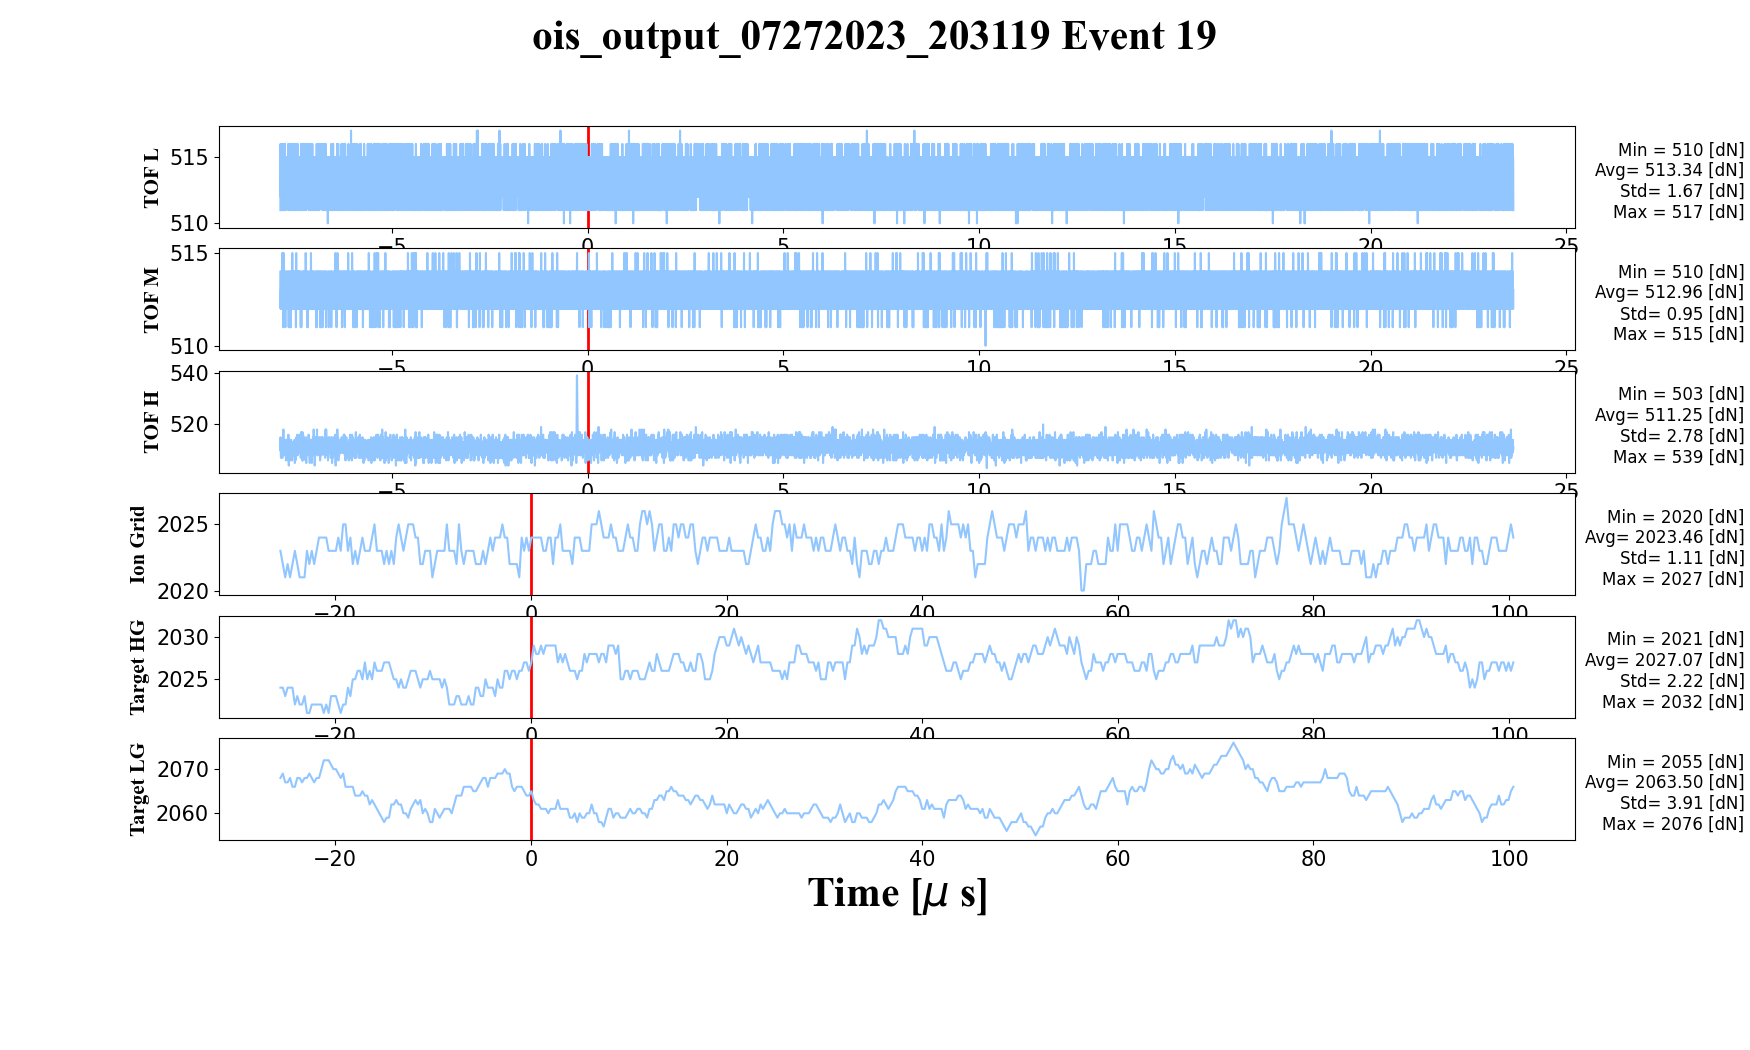 ois_output_07272023_203119 Event 19
TOF L
515
510
Min = 510 [dN]
Avg= 513.34 [dN]
Std= 1.67 [dN]
Max = 517 [dN]
−5 0 5 10 15 20 25
TOF M
515
510
Min = 510 [dN]
Avg= 512.96 [dN]
Std= 0.95 [dN]
Max = 515 [dN]
−5 0 5 10 15 20 25
TOF H
540
520
Min = 503 [dN]
Avg= 511.25 [dN]
Std= 2.78 [dN]
Max = 539 [dN]
−5 0 5 10 15 20 25
Ion Grid
2025
2020
Min = 2020 [dN]
Avg= 2023.46 [dN]
Std= 1.11 [dN]
Max = 2027 [dN]
−20 0 20 40 60 80 100
Target HG
2030
2025
Min = 2021 [dN]
Avg= 2027.07 [dN]
Std= 2.22 [dN]
Max = 2032 [dN]
−20 0 20 40 60 80 100
Target LG
2070
2060
Min = 2055 [dN]
Avg= 2063.50 [dN]
Std= 3.91 [dN]
Max = 2076 [dN]
−20 0 20 40 60 80 100
Time [μ s]